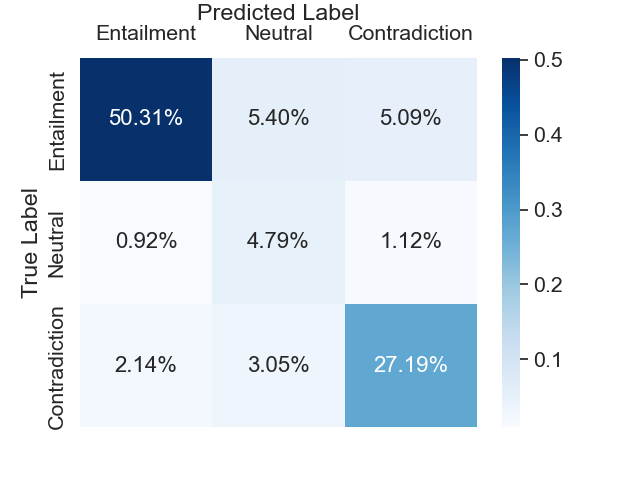 Predicted Label
Entailment Neutral Contradiction
True Label
Entailment
50.31% 5.40% 5.09%
Neutral
0.92% 4.79% 1.12%
Contradiction
2.14% 3.05% 27.19%
0.5
0.4
0.3
0.2
0.1